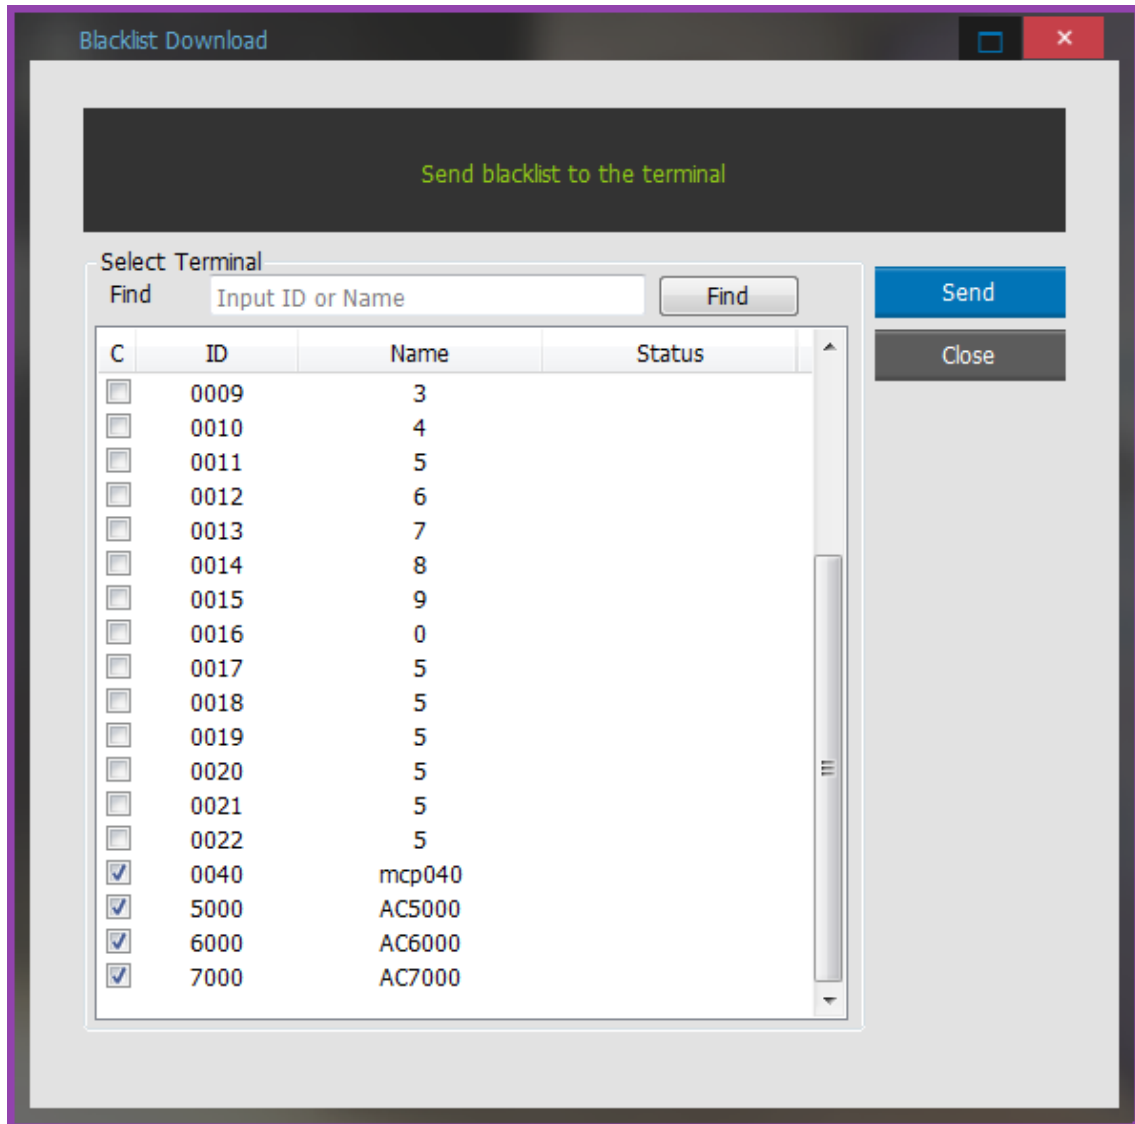 Blacklist Download
Send blacklist to the terminal
Select Terminal
Find Input ID or Name Find
Send
Close
C ID Name Status
0009 3
0010 4
0011 5
0012 6
0013 7
0014 8
0015 9
0016 0
0017 5
0018 5
0019 5
0020 5
0021 5
0022 5
0040 mcp040
5000 AC5000
6000 AC6000
7000 AC7000